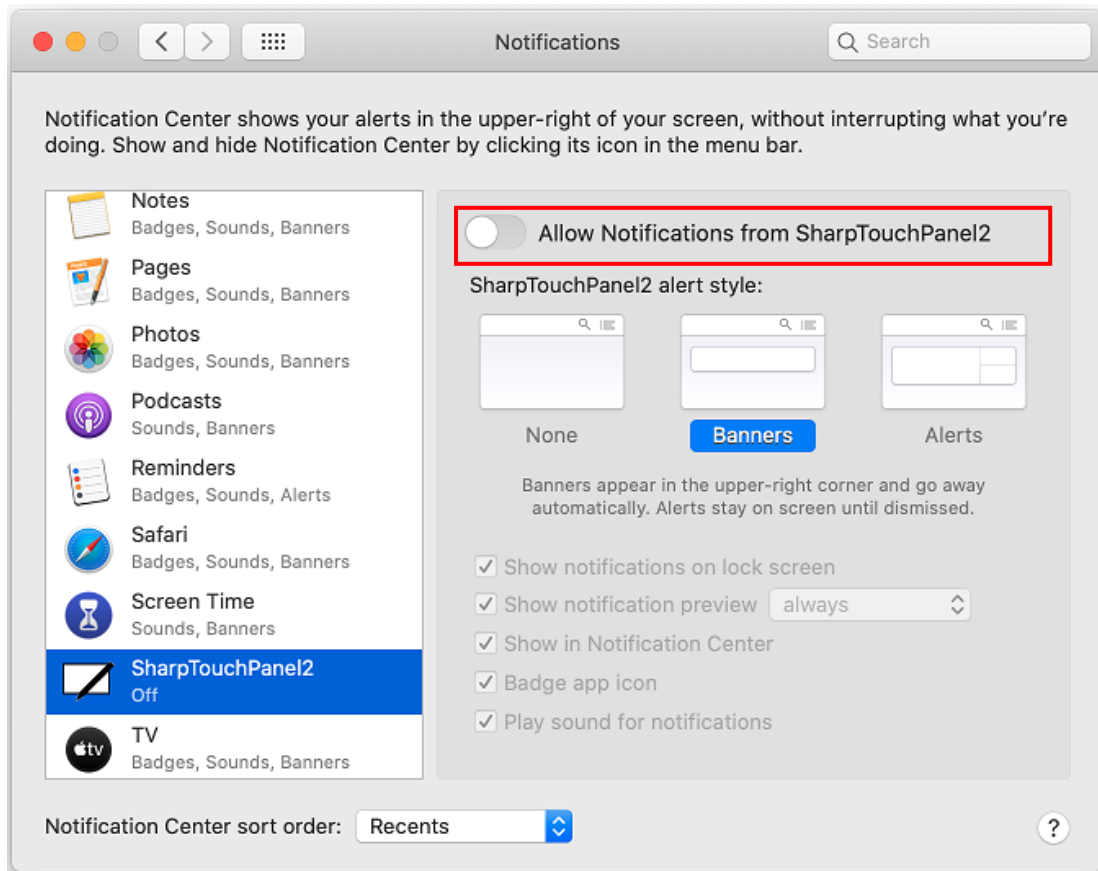 Notifications
Search
Notification Center shows your alerts in the upper-right of your screen, without interrupting what you’re
doing. Show and hide Notification Center by clicking its icon in the menu bar.
Notes
Badges, Sounds, Banners
Pages
Badges, Sounds, Banners
Photos
Badges, Sounds, Banners
Podcasts
Sounds, Banners
Reminders
Badges, Sounds, Alerts
Safari
Badges, Sounds, Banners
Screen Time
Sounds, Banners
SharpTouchPanel2
Off
tv
TV
Badges, Sounds, Banners
Allow Notifications from SharpTouchPanel2
SharpTouchPanel2 alert style:
None
Banners
Alerts
Banners appear in the upper-right corner and go away
automatically. Alerts stay on screen until dismissed.
Show notifications on lock screen
Show notification preview always
Show in Notification Center
Badge app icon
Play sound for notifications
Notification Center sort order: Recents
?